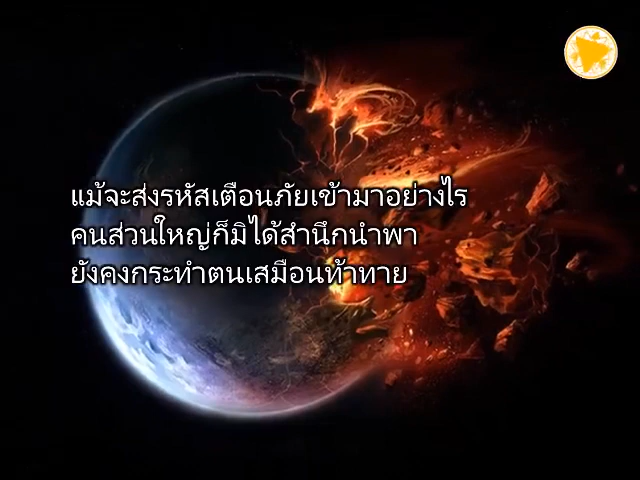 แม้จะส่งรหัสเตือนภัยเข้ามาอย่างไร
คนส่วนใหญ่ก็มิได้สำนึกนำพา
ยังคงกระทำตนเสมือนท้าทาย